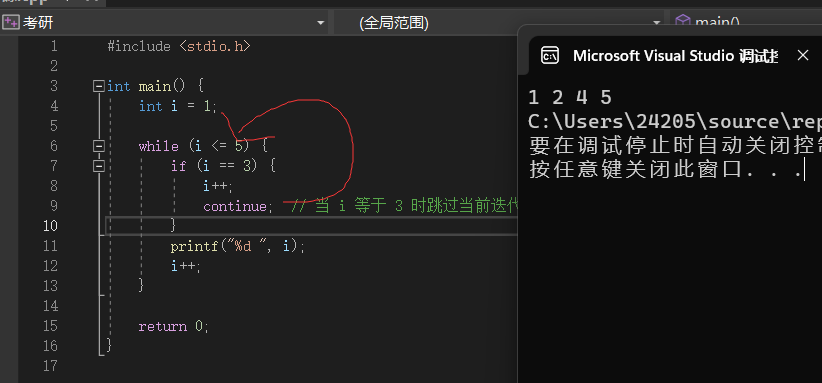 考研
(全局范围)
main()
1 #include <stdio.h>
2
3 int main() {
4 int i = 1;
5
6 while (i <= 5) {
7 if (i == 3) {
8 i++;
9 continue; // 当 i 等于 3 时跳过当前迭代
10 }
11 printf("%d ", i);
12 i++;
13 }
14
15 return 0;
16 }
17
Microsoft Visual Studio 调试控
1 2 4 5
C:\Users\24205\source\rep
要在调试停止时自动关闭控制
按任意键关闭此窗口. . .